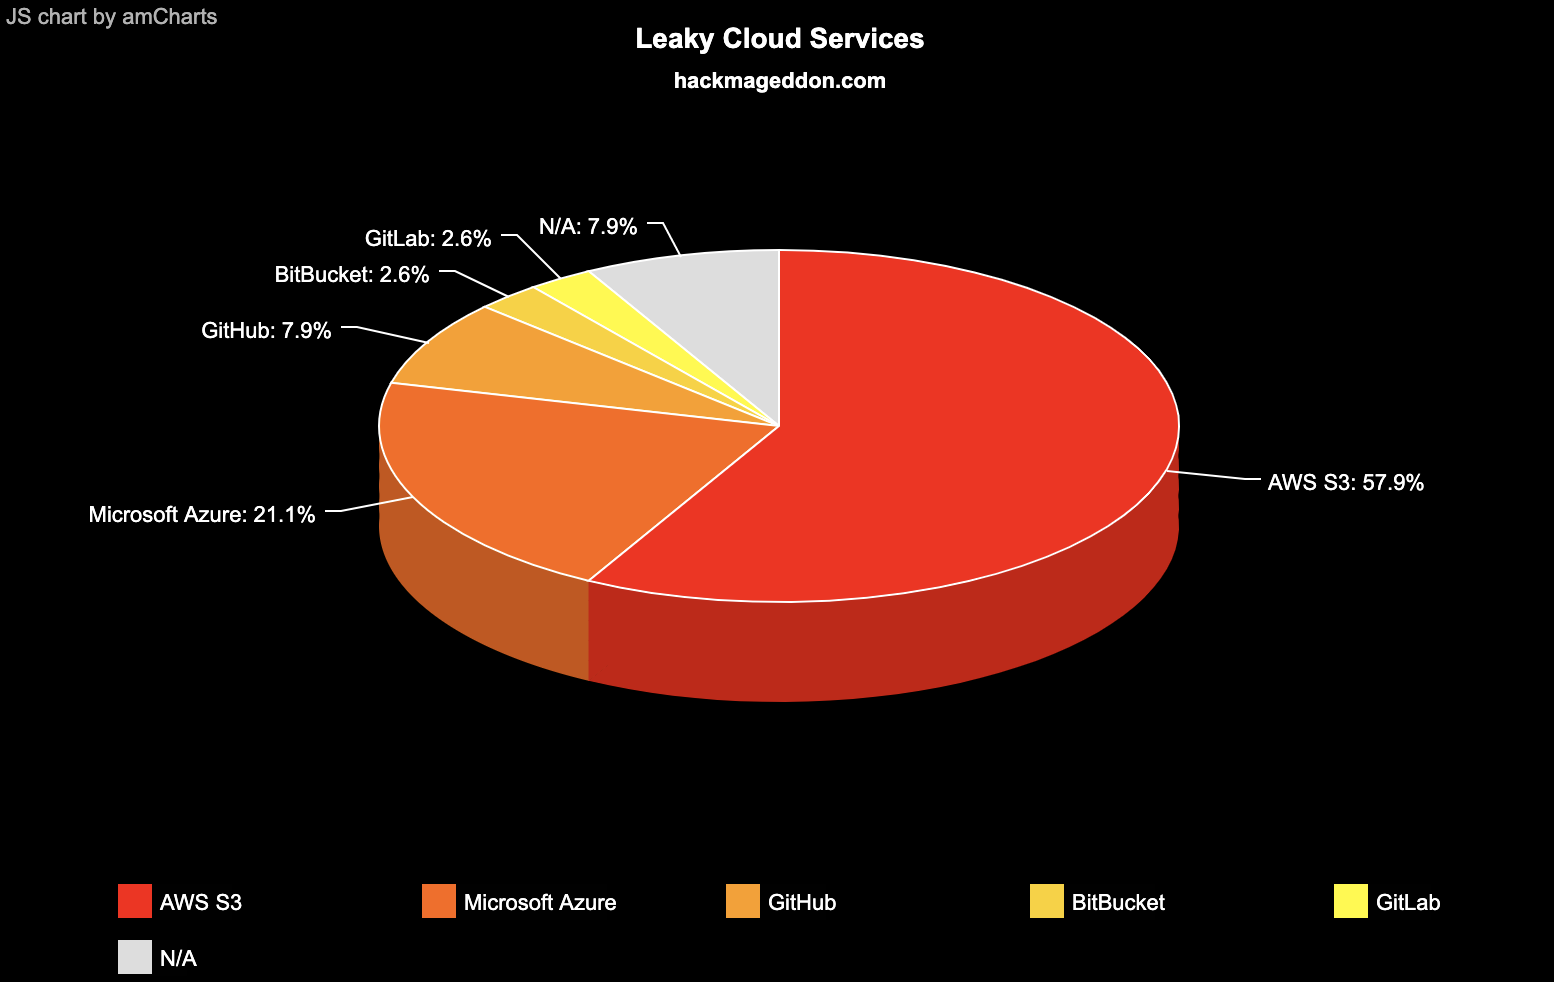 JS chart by amCharts
Leaky Cloud Services
hackmageddon.com
N/A: 7.9%
GitLab: 2.6%
BitBucket: 2.6%
GitHub: 7.9%
AWS S3: 57.9%
Microsoft Azure: 21.1%
AWS S3
Microsoft Azure
GitHub
BitBucket
GitLab
N/A